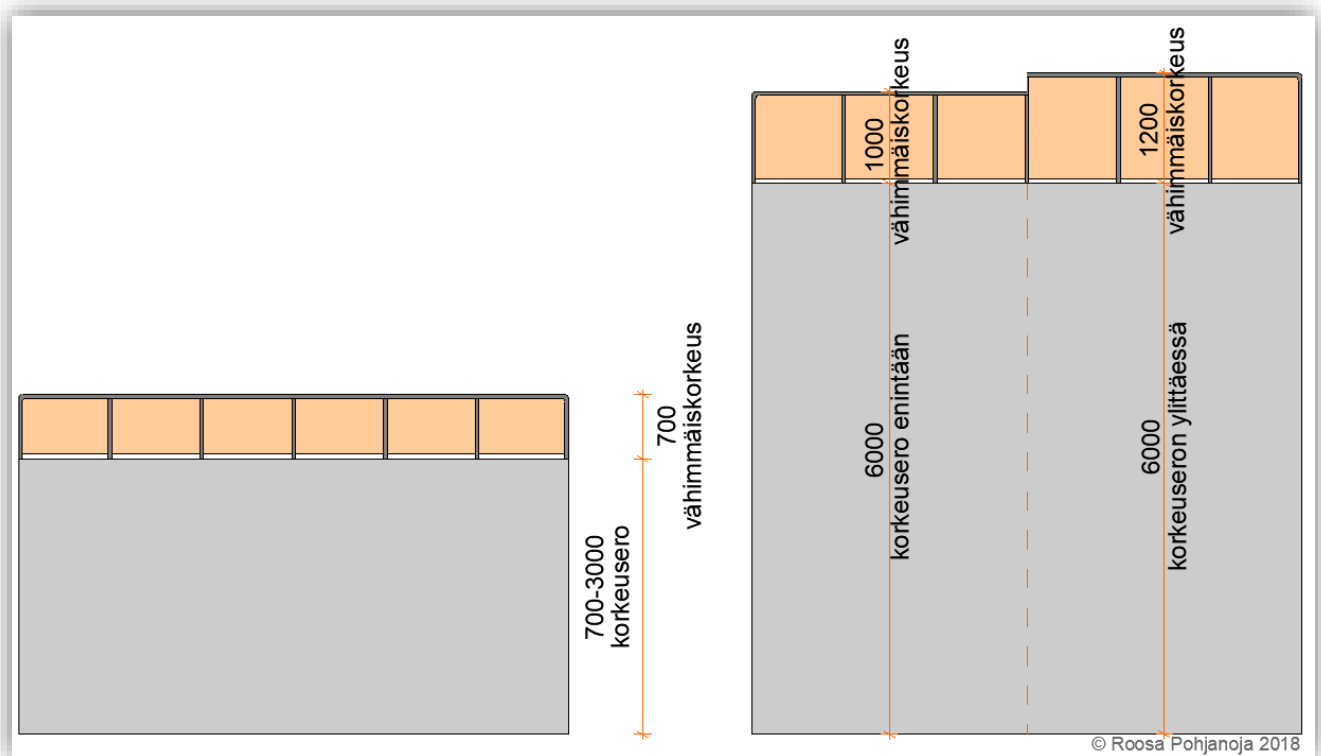 700
vähimmäiskorkeus
700-3000
korkeusero
1000
vähimmäiskorkeus
6000
korkeusero enintään
1200
vähimmäiskorkeus
6000
korkeuseron ylittäessä
© Roosa Pohjanoja 2018